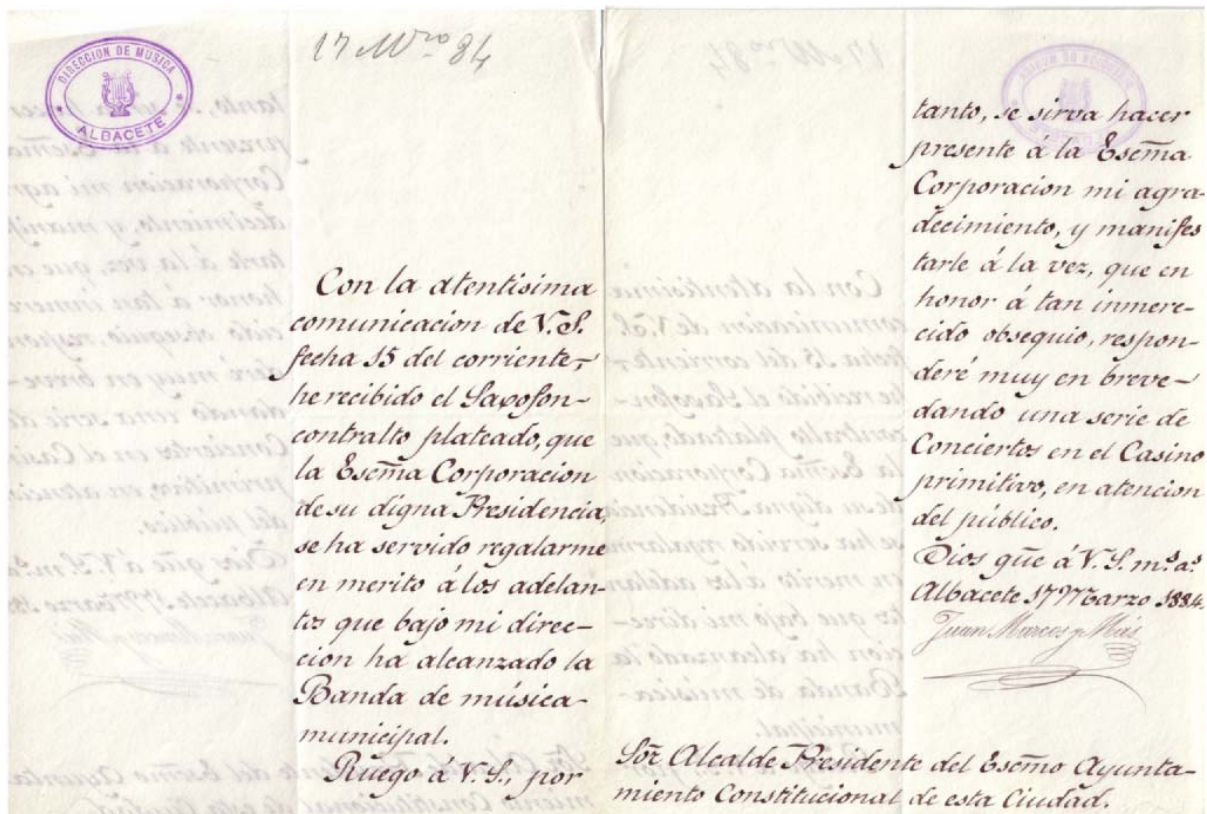 DIRECCION DE MUSICA
ALBACETE
17 Mzo 84
Con la atentisima
comunicacion de V.S.
fecha 15 del corriente,
he recibido el Saxofon-
contralto plateado, que
la Escma Corporacion
de su digna Presidencia,
se ha servido regalarme
en merito á los adelan-
tos que bajo mi direc-
cion ha alcanzado la
Banda de música
municipal.
Ruego á V.S., por
tanto, se sirva hacer
presente á la Escma
Corporacion mi agra-
decimiento, y manifes
tarle á la vez, que en
honor á tan inmere-
cido obsequio, respon-
deré muy en breve-
dando una serie de
Conciertos en el Casino
primitivo, en atencion
del público.
Dios gũe á V.S. m.s a.s
Albacete 17 Marzo 1884.
Juan Marcos y
Sor Alcalde Presidente del Escmo Ayunta-
miento Constitucional de esta Ciudad.